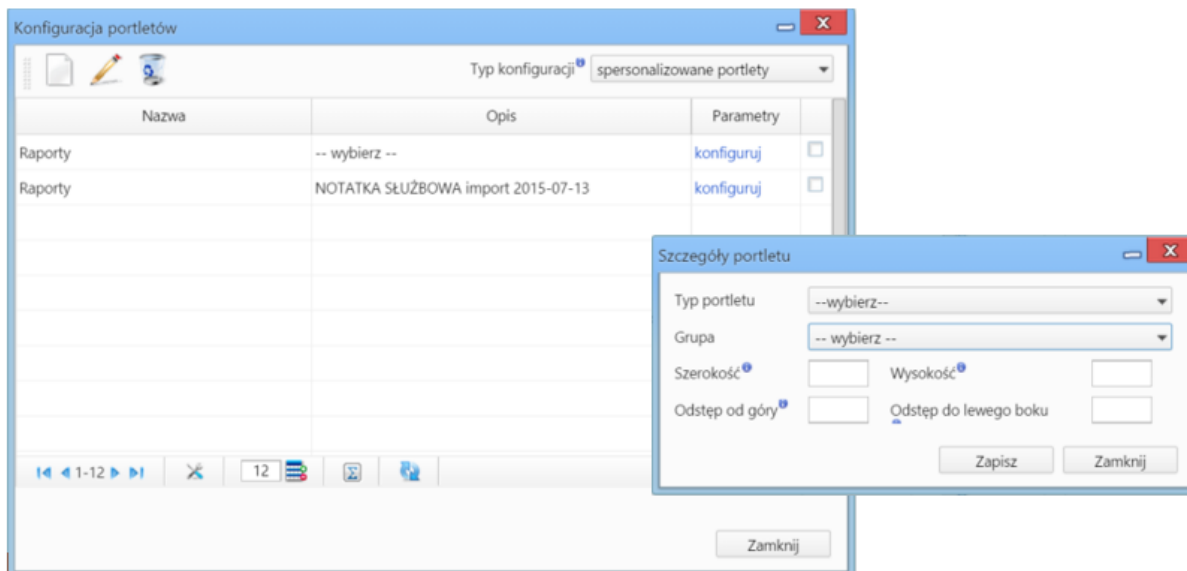 Konfiguracja portletów
Typ konfiguracji spersonalizowane portlety
Nazwa Opis Parametry
Raporty -- wybierz -- konfiguruj
Raporty NOTATKA SŁUŻBOWA import 2015-07-13 konfiguruj
1-12 12
Zamknij
Szczegóły portletu
Typ portletu --wybierz--
Grupa -- wybierz --
Szerokość Wysokość
Odstęp od góry Odstęp do lewego boku
Zapisz Zamknij